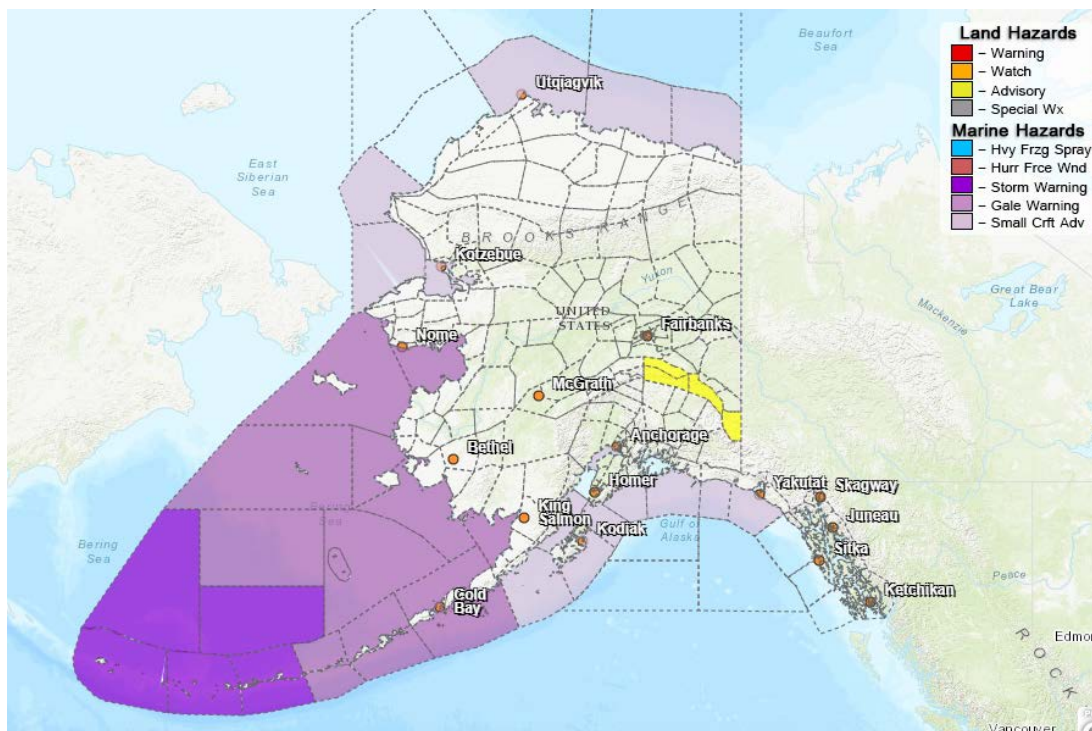 Land Hazards
– Warning
– Watch
– Advisory
– Special Wx
Marine Hazards
– Hvy Frzg Spray
– Hurr Frce Wnd
– Storm Warning
– Gale Warning
– Small Crft Adv
Beaufort
Sea
Utqiagvik
East
Siberian
Sea
BROOKS RANGE
Kotzebue
Yukon
Great Bear
Lake
Mackenzie
UNITED
STATES
Fairbanks
Nome
McGrath
Anchorage
Bethel
Homer
Yakutat
Skagway
King
Salmon
Kodiak
Gulf of
Alaska
Juneau
Sitka
Bering
Sea
Sea
Peace
Cold
Bay
Ketchikan
ROCK
Edmo
Vancouver